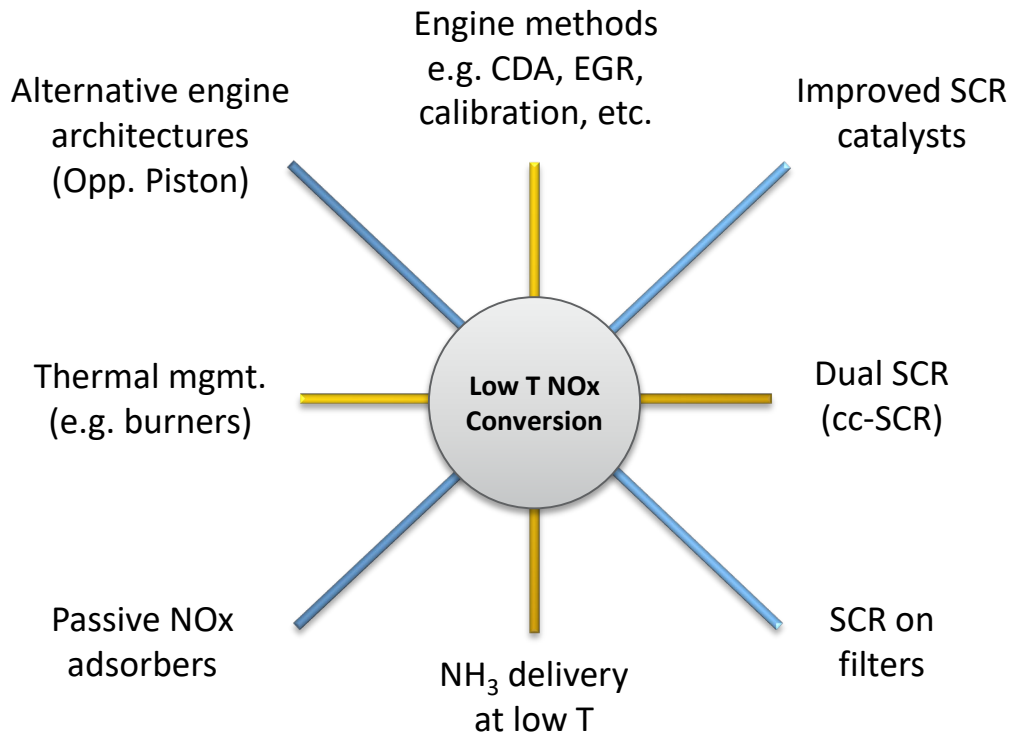 Engine methods
e.g. CDA, EGR,
calibration, etc.
Alternative engine
architectures
(Opp. Piston)
Improved SCR
catalysts
Thermal mgmt.
(e.g. burners)
Low T NOx
Conversion
Dual SCR
(cc-SCR)
Passive NOx
adsorbers
NH₃ delivery
at low T
SCR on
filters